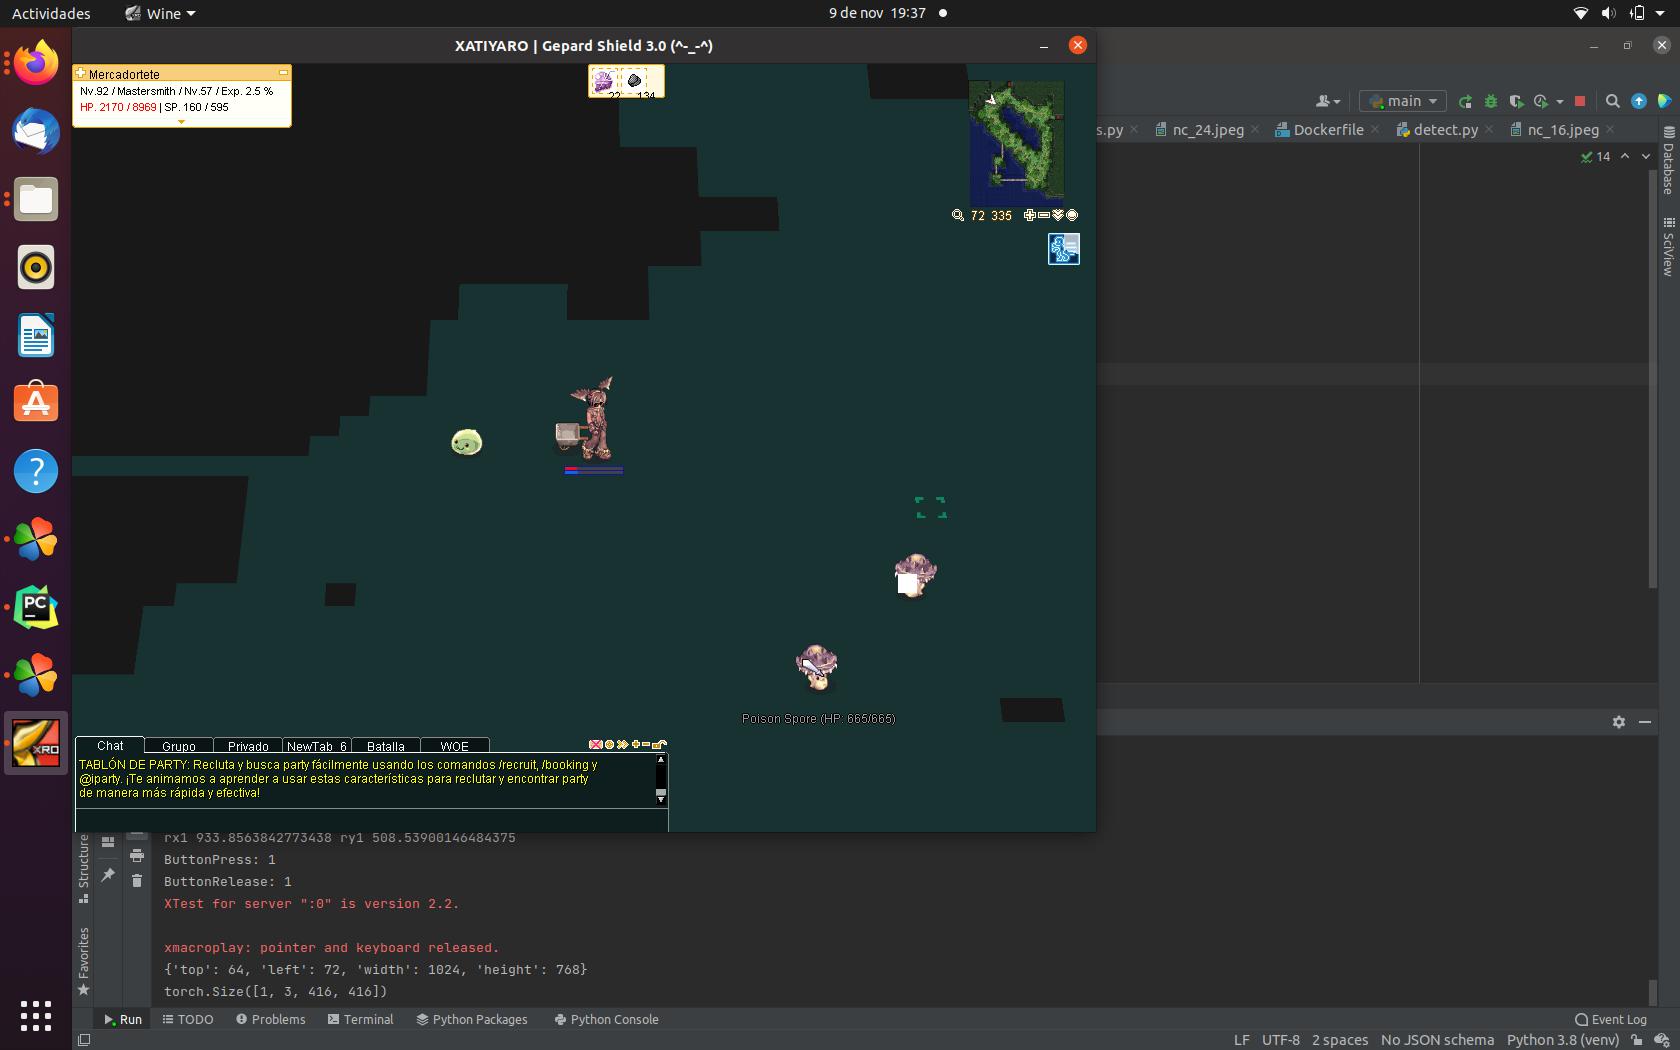 Actividades
Wine
9 de nov 19:37
XATIYARO | Gepard Shield 3.0 (^-_-^)
Mercadortete
Nv.92 / Mastersmith / Nv.57 / Exp. 2.5 %
HP. 2170 / 8969 | SP. 160 / 595
22 134
72 335
main
s.py
nc_24.jpeg
Dockerfile
detect.py
nc_16.jpeg
14
Database
SciView
PC
XRO
Poison Spore (HP: 665/665)
Chat
Grupo
Privado
NewTab_6
Batalla
WOE
TABLÓN DE PARTY: Recluta y busca party fácilmente usando los comandos /recruit, /booking y
@iparty. ¡Te animamos a aprender a usar estas características para reclutar y encontrar party
de manera más rápida y efectiva!
Structure
Favorites
rx1 933.8563842773438 ry1 508.53900146484375
ButtonPress: 1
ButtonRelease: 1
XTest for server ":0" is version 2.2.
xmacroplay: pointer and keyboard released.
{'top': 64, 'left': 72, 'width': 1024, 'height': 768}
torch.Size([1, 3, 416, 416])
Run
TODO
Problems
Terminal
Python Packages
Python Console
Event Log
LF UTF-8 2 spaces No JSON schema Python 3.8 (venv)